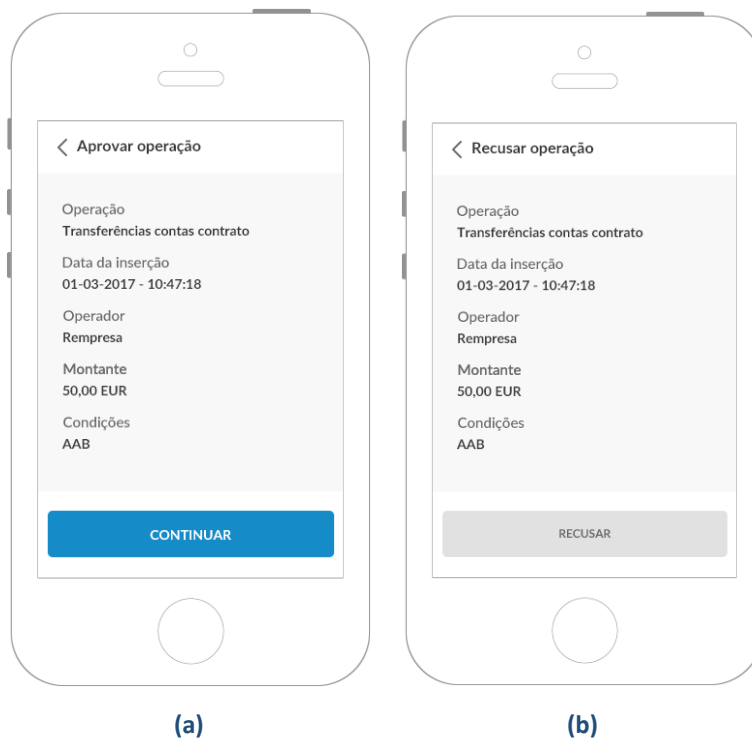 Aprovar operação
Operação
Transferências contas contrato
Data da inserção
01-03-2017 - 10:47:18
Operador
Rempresa
Montante
50,00 EUR
Condições
AAB
CONTINUAR
(a)
Recusar operação
Operação
Transferências contas contrato
Data da inserção
01-03-2017 - 10:47:18
Operador
Rempresa
Montante
50,00 EUR
Condições
AAB
RECUSAR
(b)